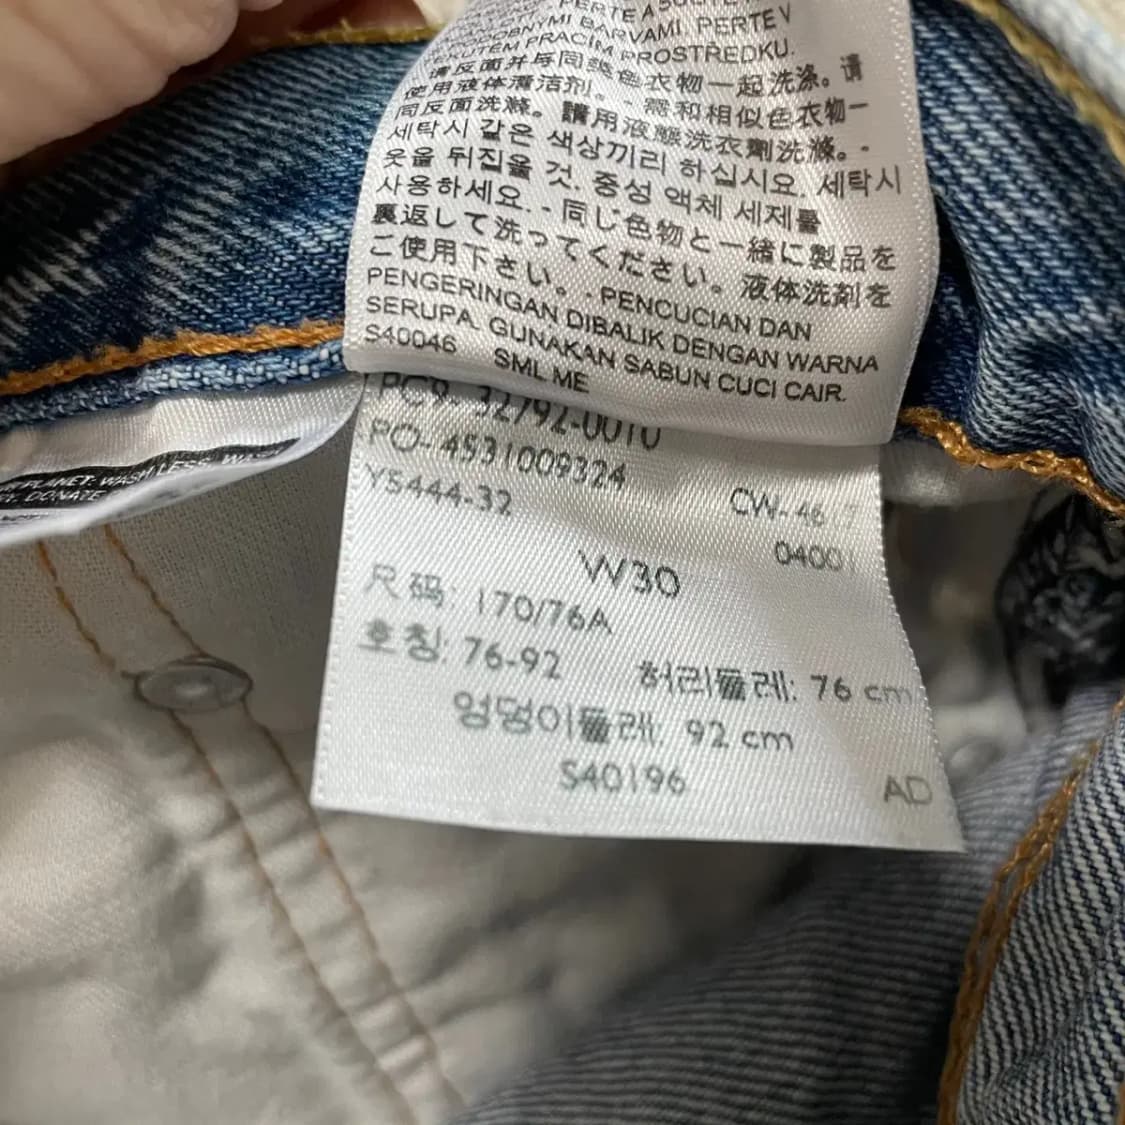 PERTE A
PODOBNYMI BARVAMI. PERTE V
PRACÍM PROSTŘEDKU.
请反面并与同类色衣物一起洗涤。请
使用液体清洁剂。- 需和相似色衣物一
同反面洗滌。請用液體洗衣劑洗滌。-
세탁시 같은 색상끼리 하십시오. 세탁시
옷을 뒤집을 것. 중성 액체 세제를
사용하세요. - 同じ色物と一緒に製品を
裏返して洗ってください。液体洗剤を
ご使用下さい。- PENCUCIAN DAN
PENGERINGAN DIBALIK DENGAN WARNA
SERUPA. GUNAKAN SABUN CUCI CAIR.
S40046 SML ME
PC9- 32792-0010
PO- 4531009324
Y5444-32 CW- 46
0400
W30
尺码: 170/76A
호칭: 76-92 허리둘레: 76 cm
엉덩이둘레: 92 cm
S40196 AD
PLANET: WASH LESS, WASH
DONATE